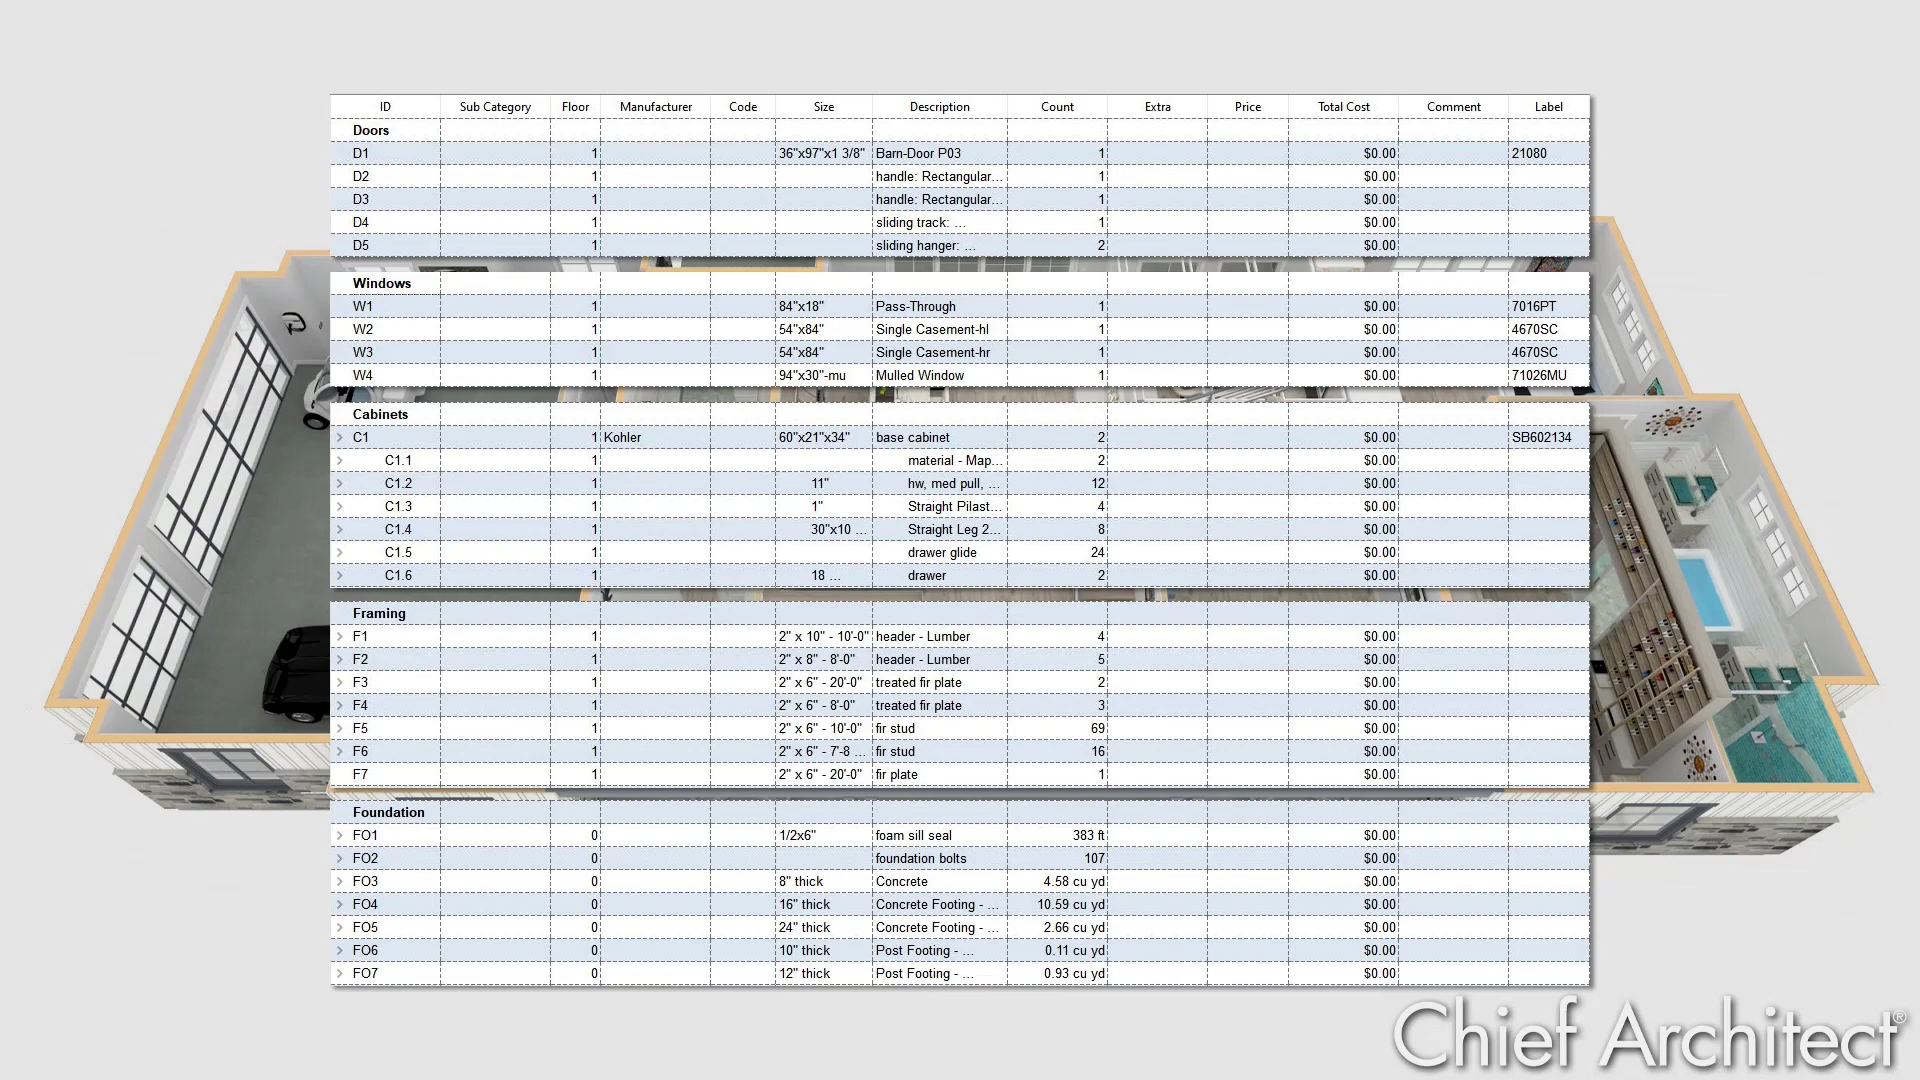 ID Sub Category Floor Manufacturer Code Size Description Count Extra Price Total Cost Comment Label
Doors
D1 1 36"x97"x1 3/8" Barn-Door P03 1 $0.00 21080
D2 1 handle: Rectangular... 1 $0.00
D3 1 handle: Rectangular... 1 $0.00
D4 1 sliding track: ... 1 $0.00
D5 1 sliding hanger: ... 2 $0.00
Windows
W1 1 84"x18" Pass-Through 1 $0.00 7016PT
W2 1 54"x84" Single Casement-hl 1 $0.00 4670SC
W3 1 54"x84" Single Casement-hr 1 $0.00 4670SC
W4 1 94"x30"-mu Mulled Window 1 $0.00 71026MU
Cabinets
C1 1 Kohler 60"x21"x34" base cabinet 2 $0.00 SB602134
C1.1 1 material - Map... 2 $0.00
C1.2 1 11" hw, med pull, ... 12 $0.00
C1.3 1 1" Straight Pilast... 4 $0.00
C1.4 1 30"x10 ... Straight Leg 2... 8 $0.00
C1.5 1 drawer glide 24 $0.00
C1.6 1 18 ... drawer 2 $0.00
Framing
F1 1 2" x 10" - 10'-0" header - Lumber 4 $0.00
F2 1 2" x 8" - 8'-0" header - Lumber 5 $0.00
F3 1 2" x 6" - 20'-0" treated fir plate 2 $0.00
F4 1 2" x 6" - 8'-0" treated fir plate 3 $0.00
F5 1 2" x 6" - 10'-0" fir stud 69 $0.00
F6 1 2" x 6" - 7'-8 ... fir stud 16 $0.00
F7 1 2" x 6" - 20'-0" fir plate 1 $0.00
Foundation
FO1 0 1/2x6" foam sill seal 383 ft $0.00
FO2 0 foundation bolts 107 $0.00
FO3 0 8" thick Concrete 4.58 cu yd $0.00
FO4 0 16" thick Concrete Footing - ... 10.59 cu yd $0.00
FO5 0 24" thick Concrete Footing - ... 2.66 cu yd $0.00
FO6 0 10" thick Post Footing - ... 0.11 cu yd $0.00
FO7 0 12" thick Post Footing - ... 0.93 cu yd $0.00
Chief Architect®